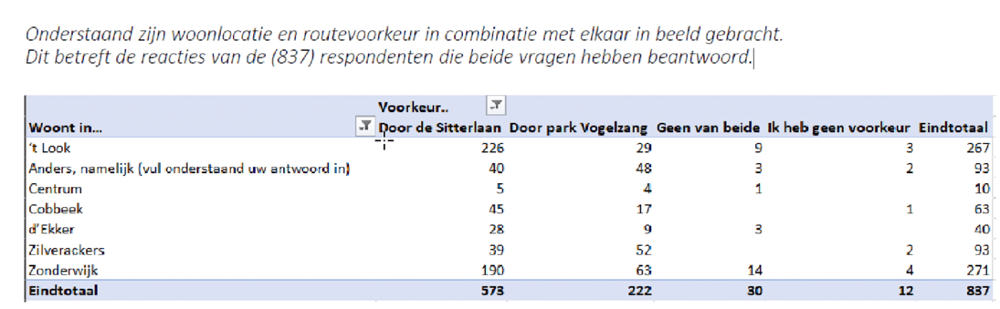 Onderstaand zijn woonlocatie en routevoorkeur in combinatie met elkaar in beeld gebracht.
Dit betreft de reacties van de (837) respondenten die beide vragen hebben beantwoord.
Voorkeur..
Woont in... Door de Sitterlaan Door park Vogelzang Geen van beide Ik heb geen voorkeur Eindtotaal
't Look 226 29 9 3 267
Anders, namelijk (vul onderstaand uw antwoord in) 40 48 3 2 93
Centrum 5 4 1 10
Cobbeek 45 17 1 63
d'Ekker 28 9 3 40
Zilverackers 39 52 2 93
Zonderwijk 190 63 14 4 271
Eindtotaal 573 222 30 12 837